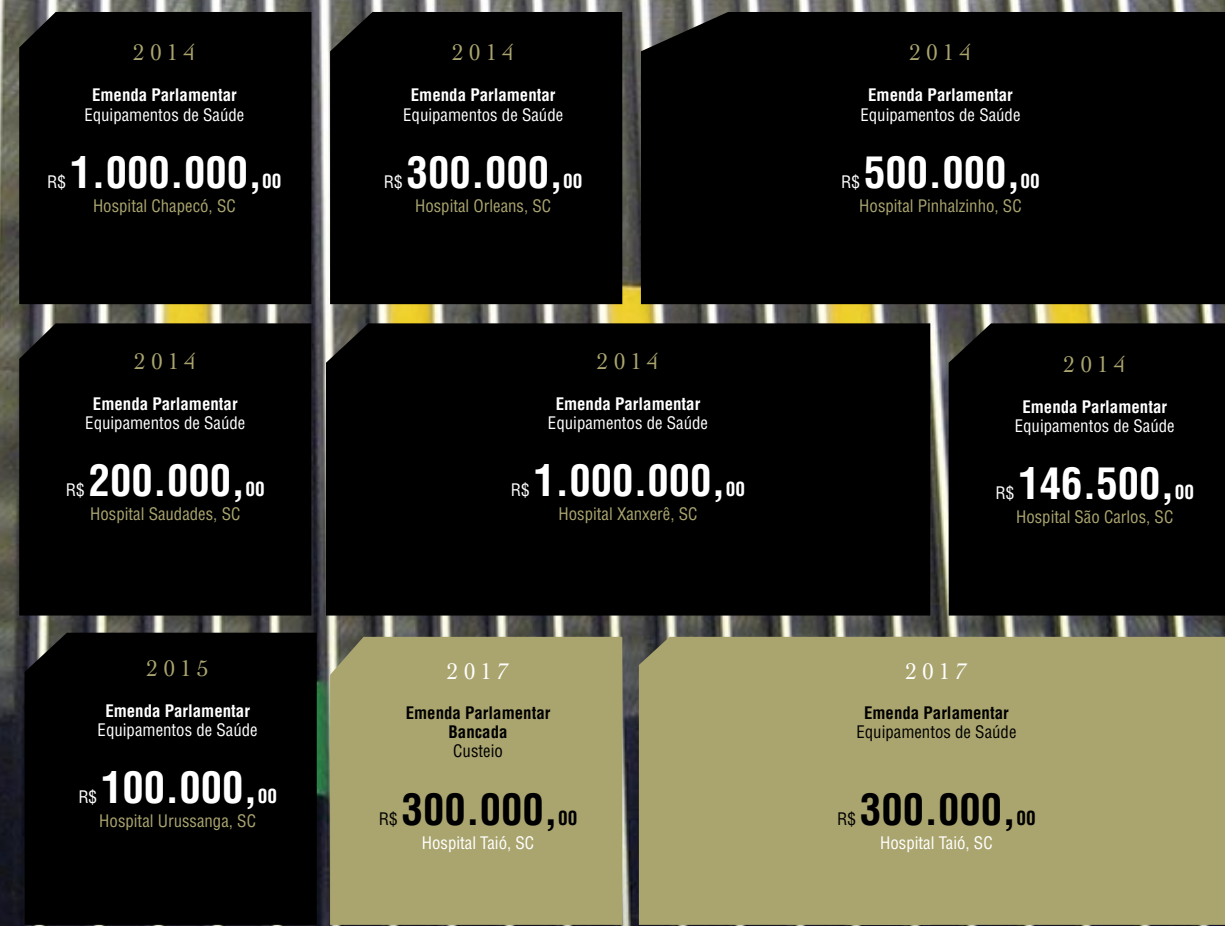 2014
Emenda Parlamentar
Equipamentos de Saúde
R$ 1.000.000,00
Hospital Chapecó, SC
2014
Emenda Parlamentar
Equipamentos de Saúde
R$ 300.000,00
Hospital Orleans, SC
2014
Emenda Parlamentar
Equipamentos de Saúde
R$ 500.000,00
Hospital Pinhalzinho, SC
2014
Emenda Parlamentar
Equipamentos de Saúde
R$ 200.000,00
Hospital Saudades, SC
2014
Emenda Parlamentar
Equipamentos de Saúde
R$ 1.000.000,00
Hospital Xanxerê, SC
2014
Emenda Parlamentar
Equipamentos de Saúde
R$ 146.500,00
Hospital São Carlos, SC
2015
Emenda Parlamentar
Equipamentos de Saúde
R$ 100.000,00
Hospital Urussanga, SC
2017
Emenda Parlamentar
Bancada
Custeio
R$ 300.000,00
Hospital Taió, SC
2017
Emenda Parlamentar
Equipamentos de Saúde
R$ 300.000,00
Hospital Taió, SC